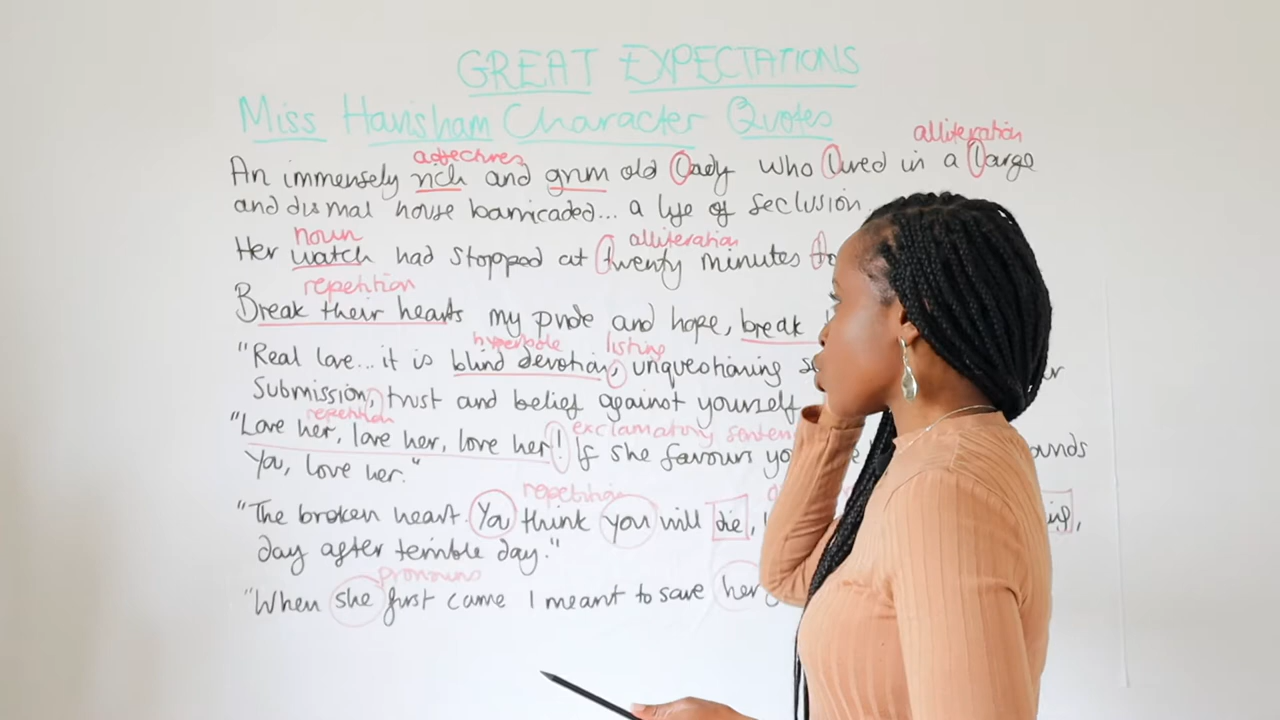 GREAT EXPECTATIONS
Miss Havisham Character Quotes
alliteration
adjectives
An immensely rich and grim old lady who lived in a large
and dismal house barricaded... a life of seclusion.
noun
alliteration
Her watch had stopped at twenty minutes to
repetition
Break their hearts my pride and hope, break
hyperbole listing
"Real love... it is blind devotion, unquestioning
submission, trust and belief against yourself
repetition
exclamatory senten
"Love her, love her, love her! If she favours you
ounds
You, love her."
repetition
"The broken heart. You think you will die,
day after terrible day."
pronouns
"When she first came I meant to save her